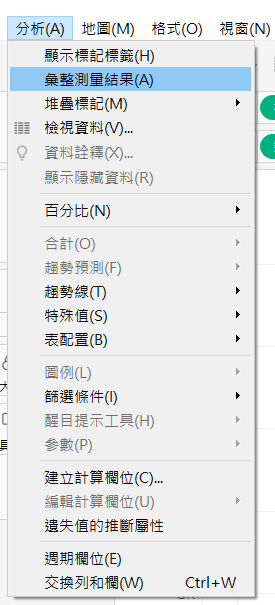 分析(A) 地圖(M) 格式(O) 視窗(N)
顯示標記標籤(H)
彙整測量結果(A)
堆疊標記(M)
檢視資料(V)...
資料詮釋(X)...
顯示隱藏資料(R)
百分比(N)
合計(O)
趨勢預測(F)
趨勢線(T)
特殊值(S)
表配置(B)
圖例(L)
篩選條件(I)
醒目提示工具(H)
參數(P)
建立計算欄位(C)...
編輯計算欄位(U)
遺失值的推斷屬性
週期欄位(E)
交換列和欄(W) Ctrl+W